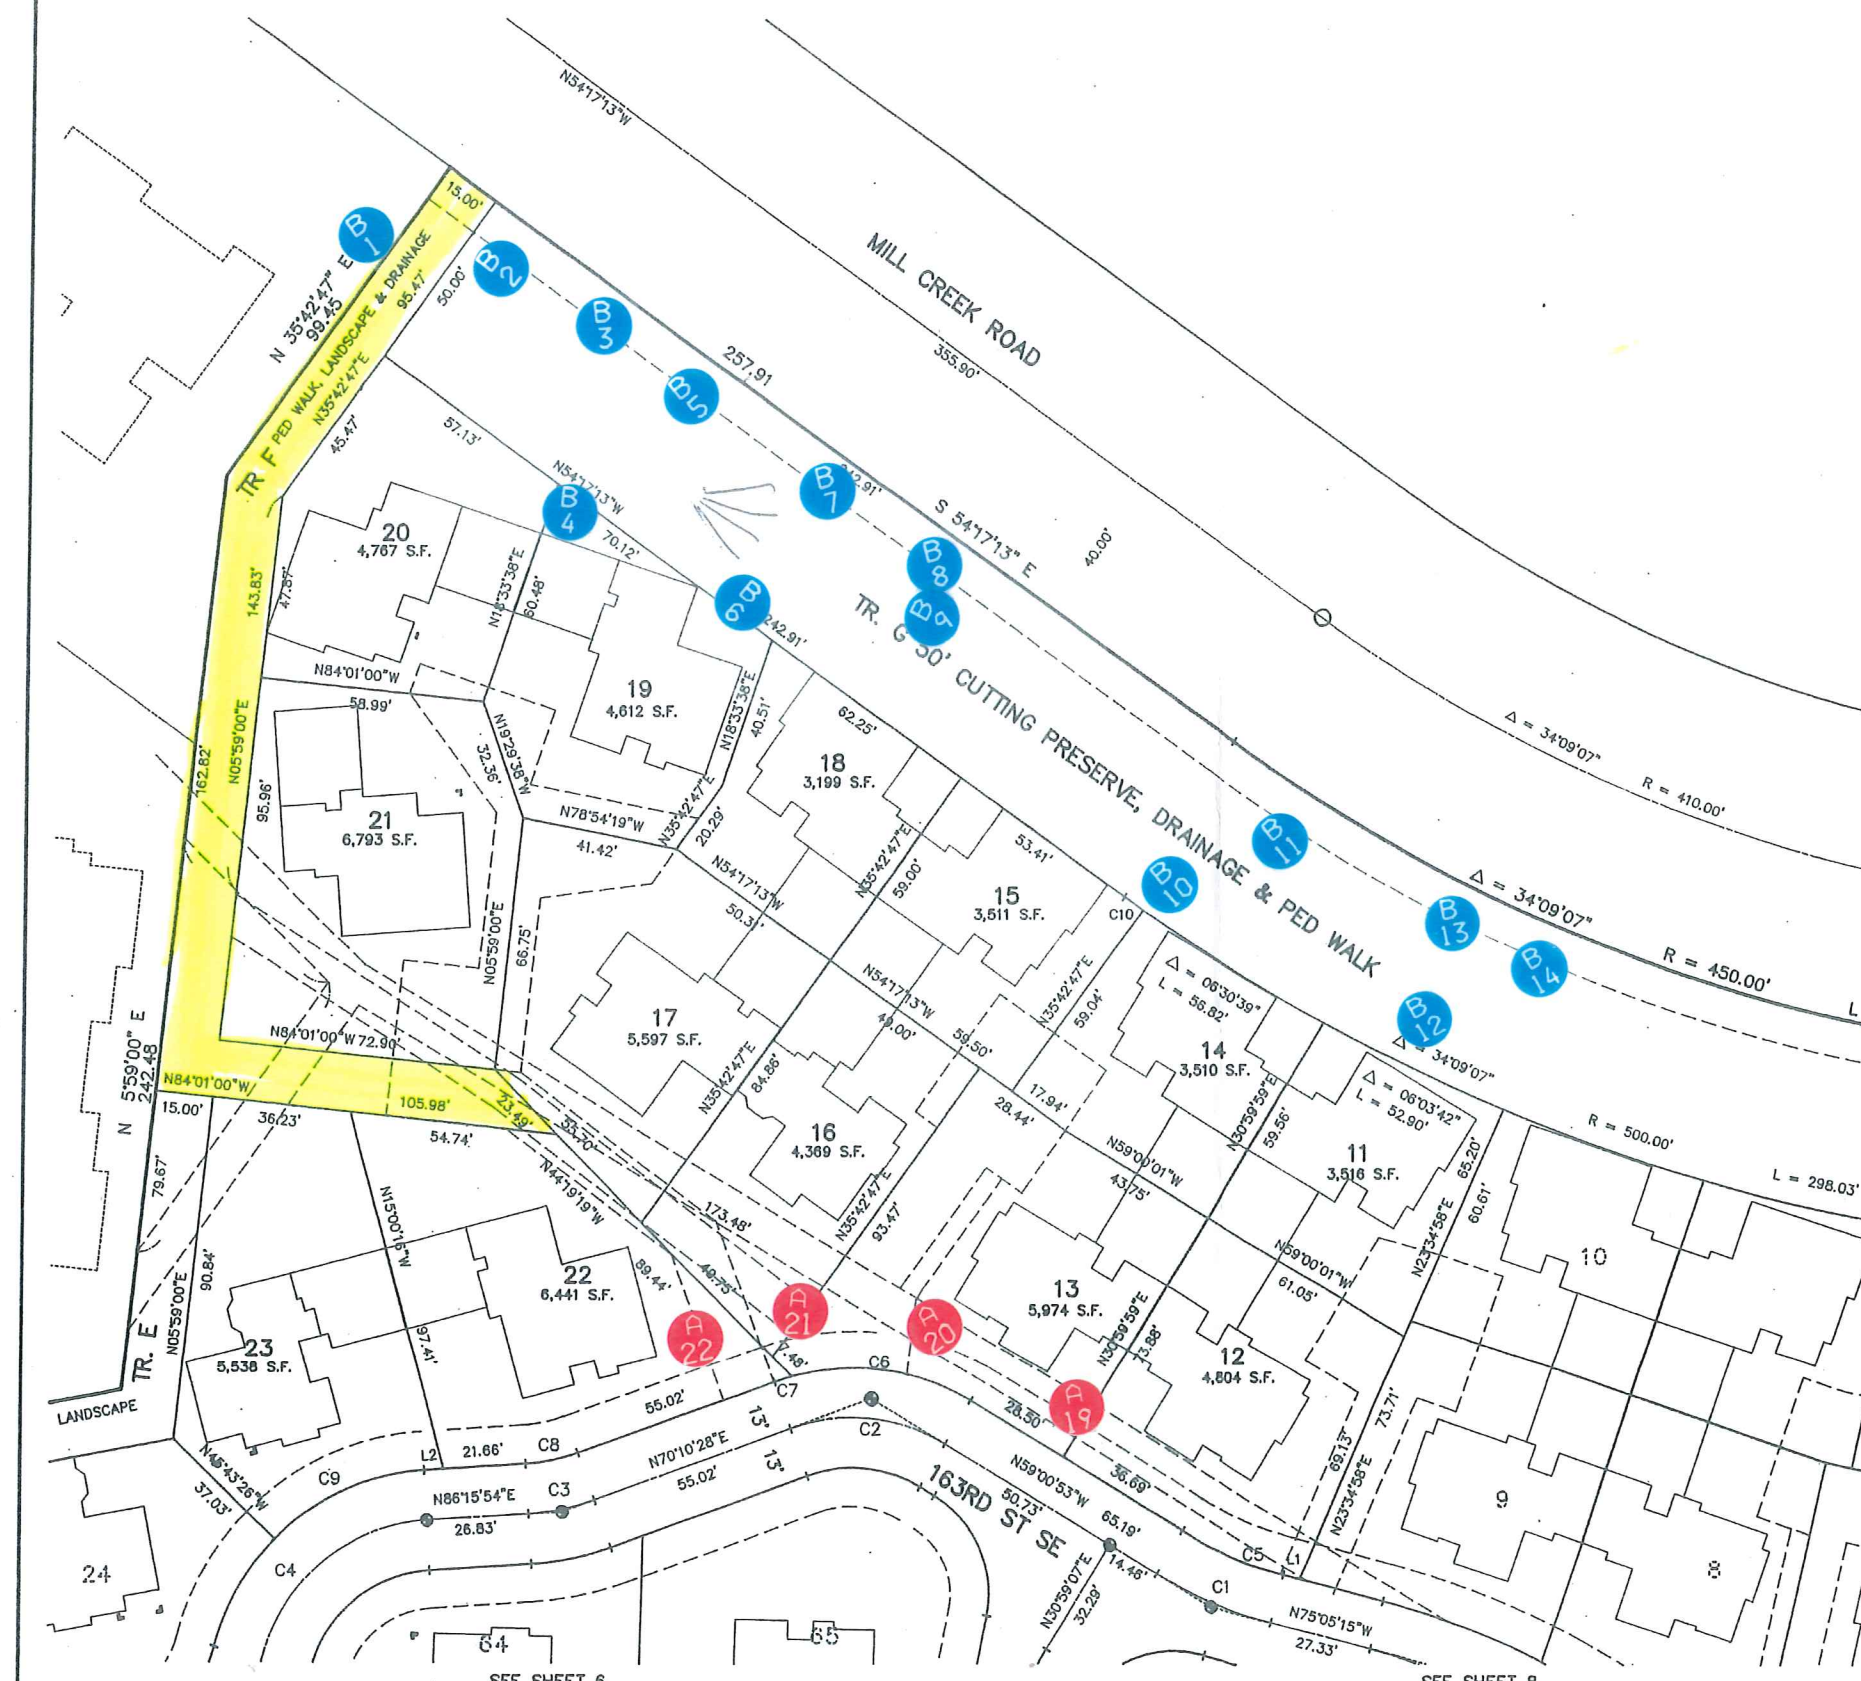 N54°17'13"W
MILL CREEK ROAD
355.90'
15.00'
B
1
B
2
B
3
B
5
B
7
B
8
B
9
B
4
B
6
B
10
B
11
B
13
B
14
B
12
N 35°42'47" E
99.45
TR F PED WALK, LANDSCAPE & DRAINAGE
N35°42'47"E
95.47'
50.00'
45.47'
257.91
S 54°17'13" E
40.00'
57.13'
N54°17'13"W
70.12'
242.91'
TR. G 50' CUTTING PRESERVE, DRAINAGE & PED WALK
Δ = 34°09'07"
R = 410.00'
Δ = 34°09'07"
R = 450.00'
L
20
4,767 S.F.
47.87'
143.83'
N18°33'38"E
60.48'
N84°01'00"W
58.99'
19
4,612 S.F.
N18°33'38"E
40.51'
62.25'
18
3,199 S.F.
N19°29'38"W
32.36'
N05°59'00"E
162.82'
95.96'
21
6,793 S.F.
N78°54'19"W
41.42'
N35°42'47"E
20.29'
N54°17'13"W
50.31'
N35°42'47"E
59.00'
53.41'
15
3,511 S.F.
C10
N05°59'00"E
66.75'
17
5,597 S.F.
N54°17'13"W
49.00'
59.50'
N35°42'47"E
59.04'
Δ = 06°30'39"
L = 56.82'
14
3,510 S.F.
Δ = 34°09'07"
Δ = 06°03'42"
L = 52.90'
R = 500.00'
L = 298.03'
N 5°59'00" E
242.48
N84°01'00"W 72.90'
N84°01'00"W
15.00'
36.23'
105.98'
54.74'
23.49'
53.70'
N35°42'47"E
84.86'
16
4,369 S.F.
28.44'
17.94'
N59°00'01"W
43.75'
N30°59'59"E
59.56'
11
3,516 S.F.
65.20'
60.61'
N23°34'58"E
10
79.67'
N44°19'19"W
173.48'
49.75'
N35°42'47"E
93.47'
N59°00'01"W
61.05'
13
5,974 S.F.
N30°59'59"E
73.88'
12
4,804 S.F.
N15°00'16"W
97.41'
22
6,441 S.F.
89.44'
90.84'
N05°59'00"E
23
5,538 S.F.
TR. E
LANDSCAPE
A
22
A
21
A
20
A
19
7.48'
C7
C6
28.50'
36.69'
55.02'
13'
C2
C8
21.66'
L2
C9
N45°43'26"W
37.03'
N86°15'54"E
26.83'
C3
N70°10'28"E
55.02'
13'
163RD ST SE
N59°00'53"W
50.73'
65.19'
14.46'
C5
L1
C1
69.13'
73.71'
N23°34'58"E
9
8
24
C4
N30°59'07"E
32.29'
N75°05'15"W
27.33'
64
65
SEE SHEET 6
SEE SHEET 8